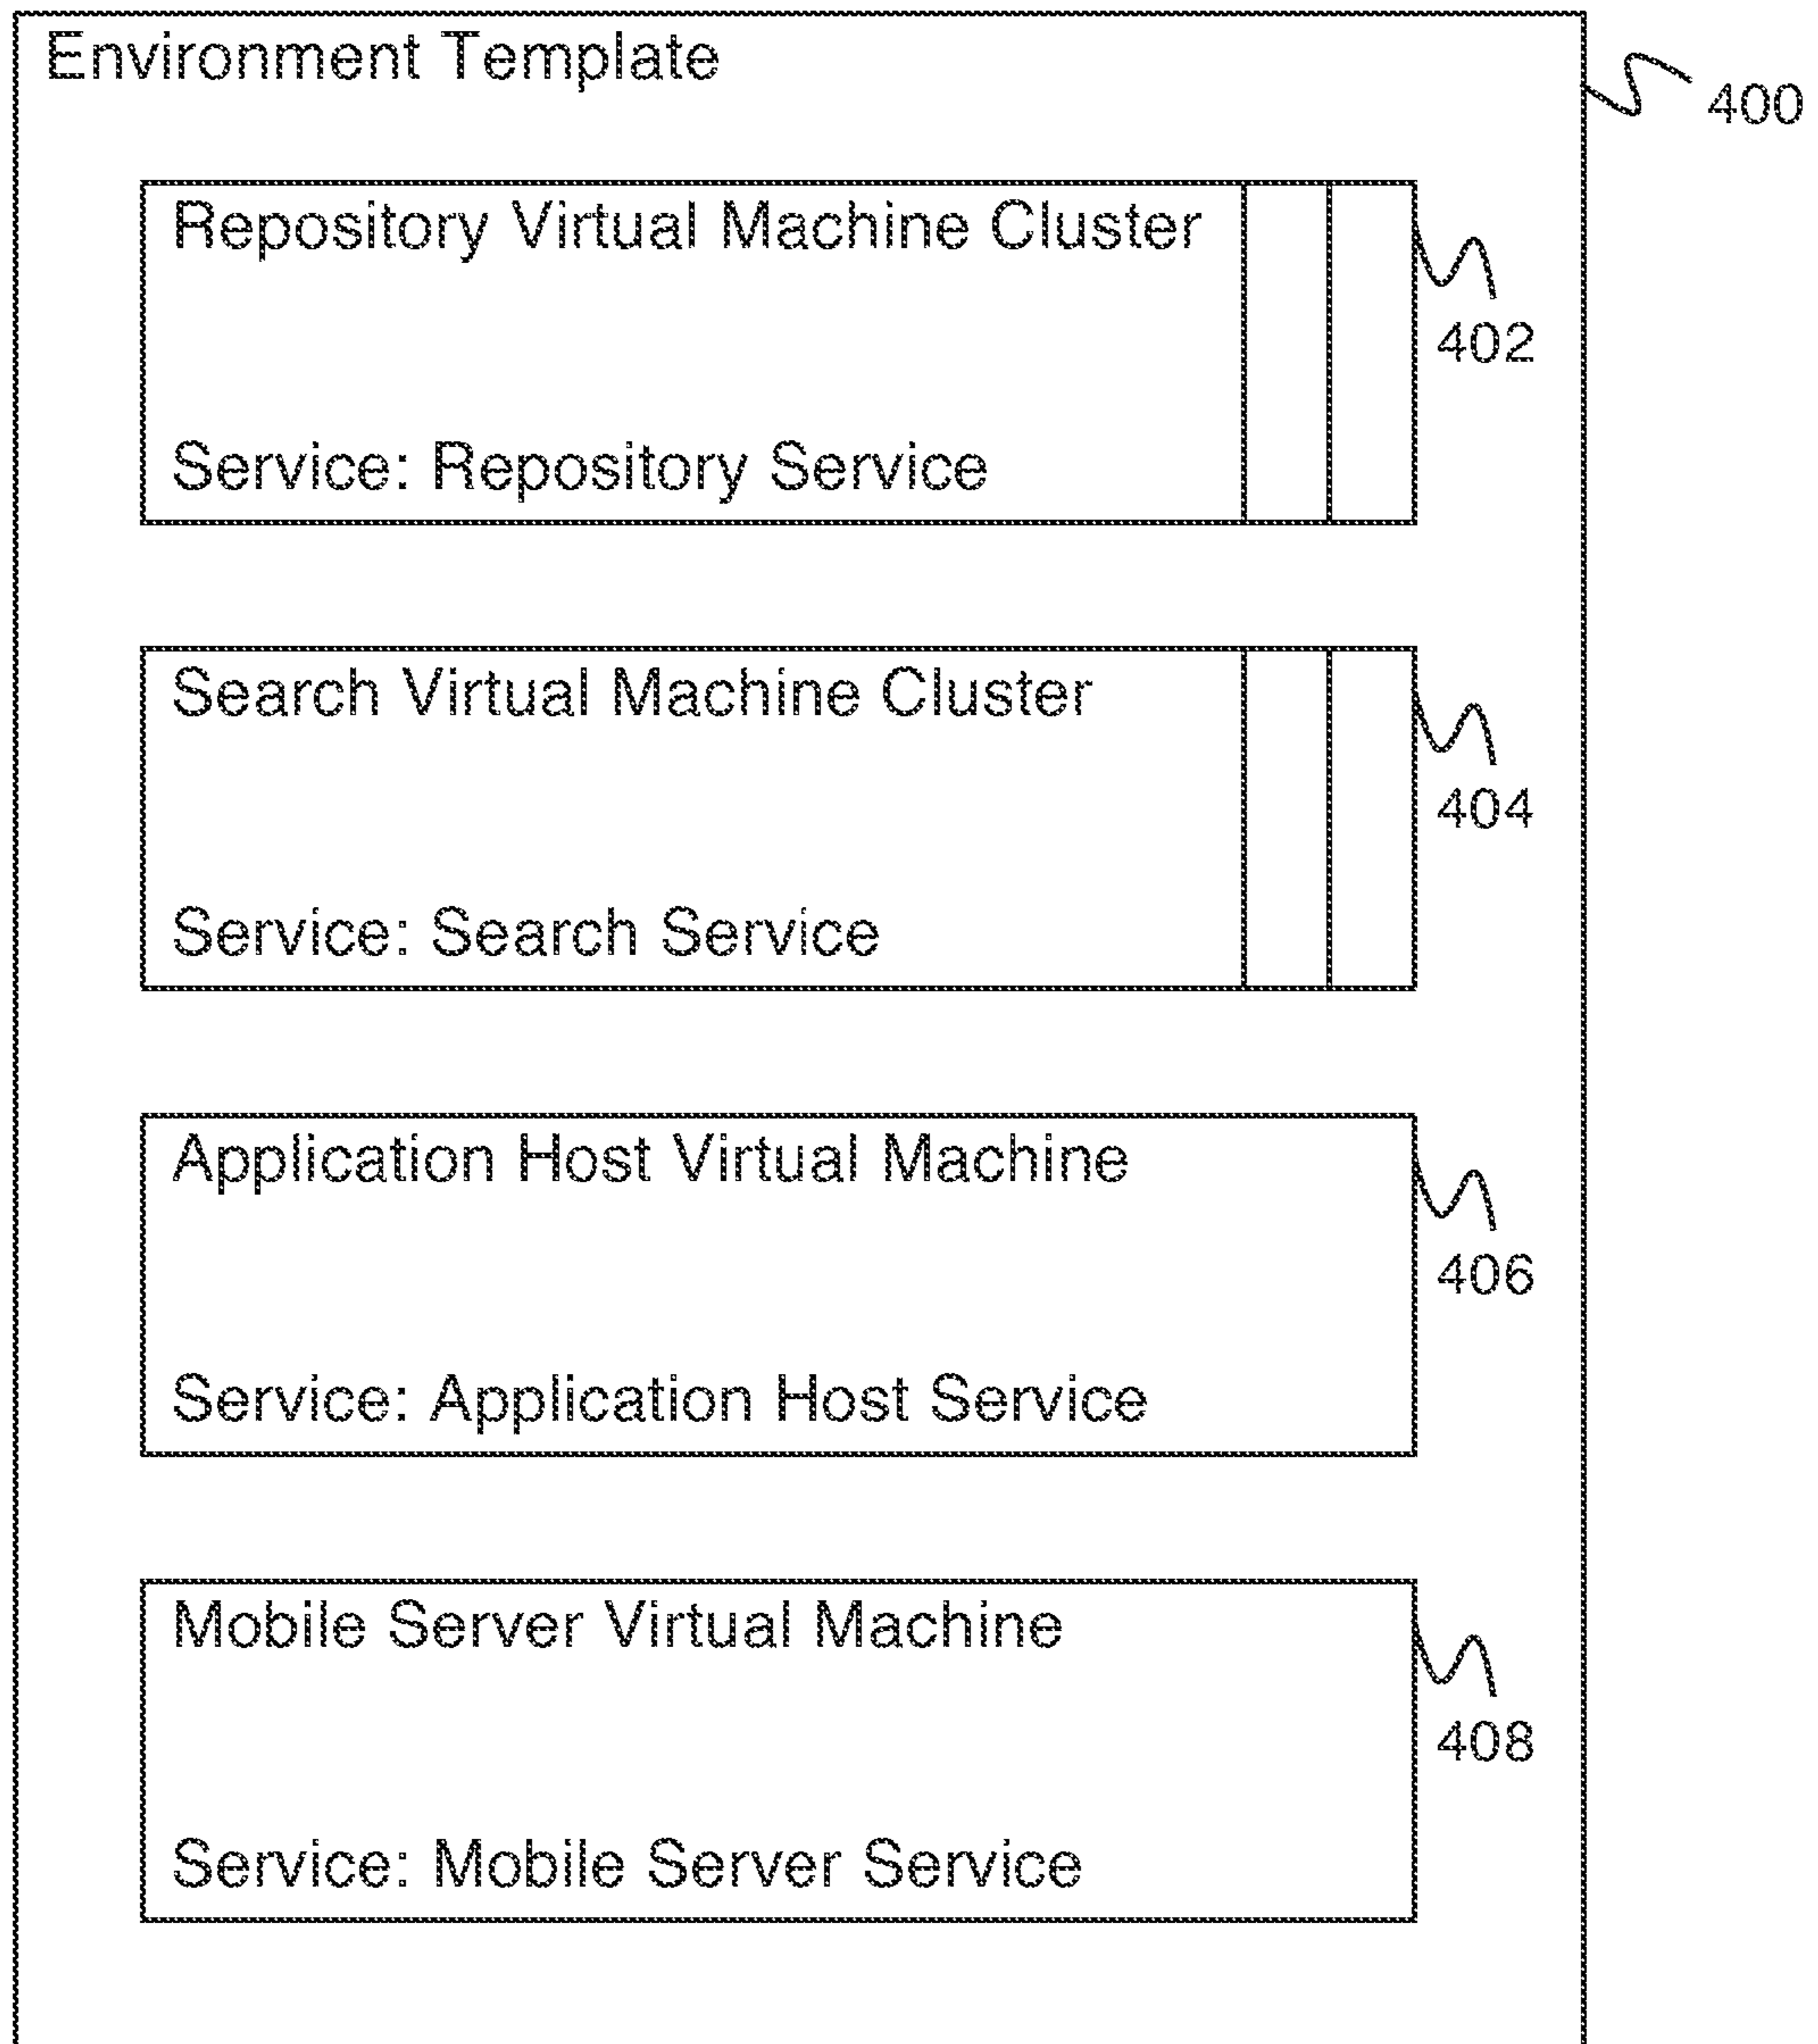 Environment Template
400
Repository Virtual Machine Cluster
402
Service: Repository Service
Search Virtual Machine Cluster
404
Service: Search Service
Application Host Virtual Machine
406
Service: Application Host Service
Mobile Server Virtual Machine
408
Service: Mobile Server Service